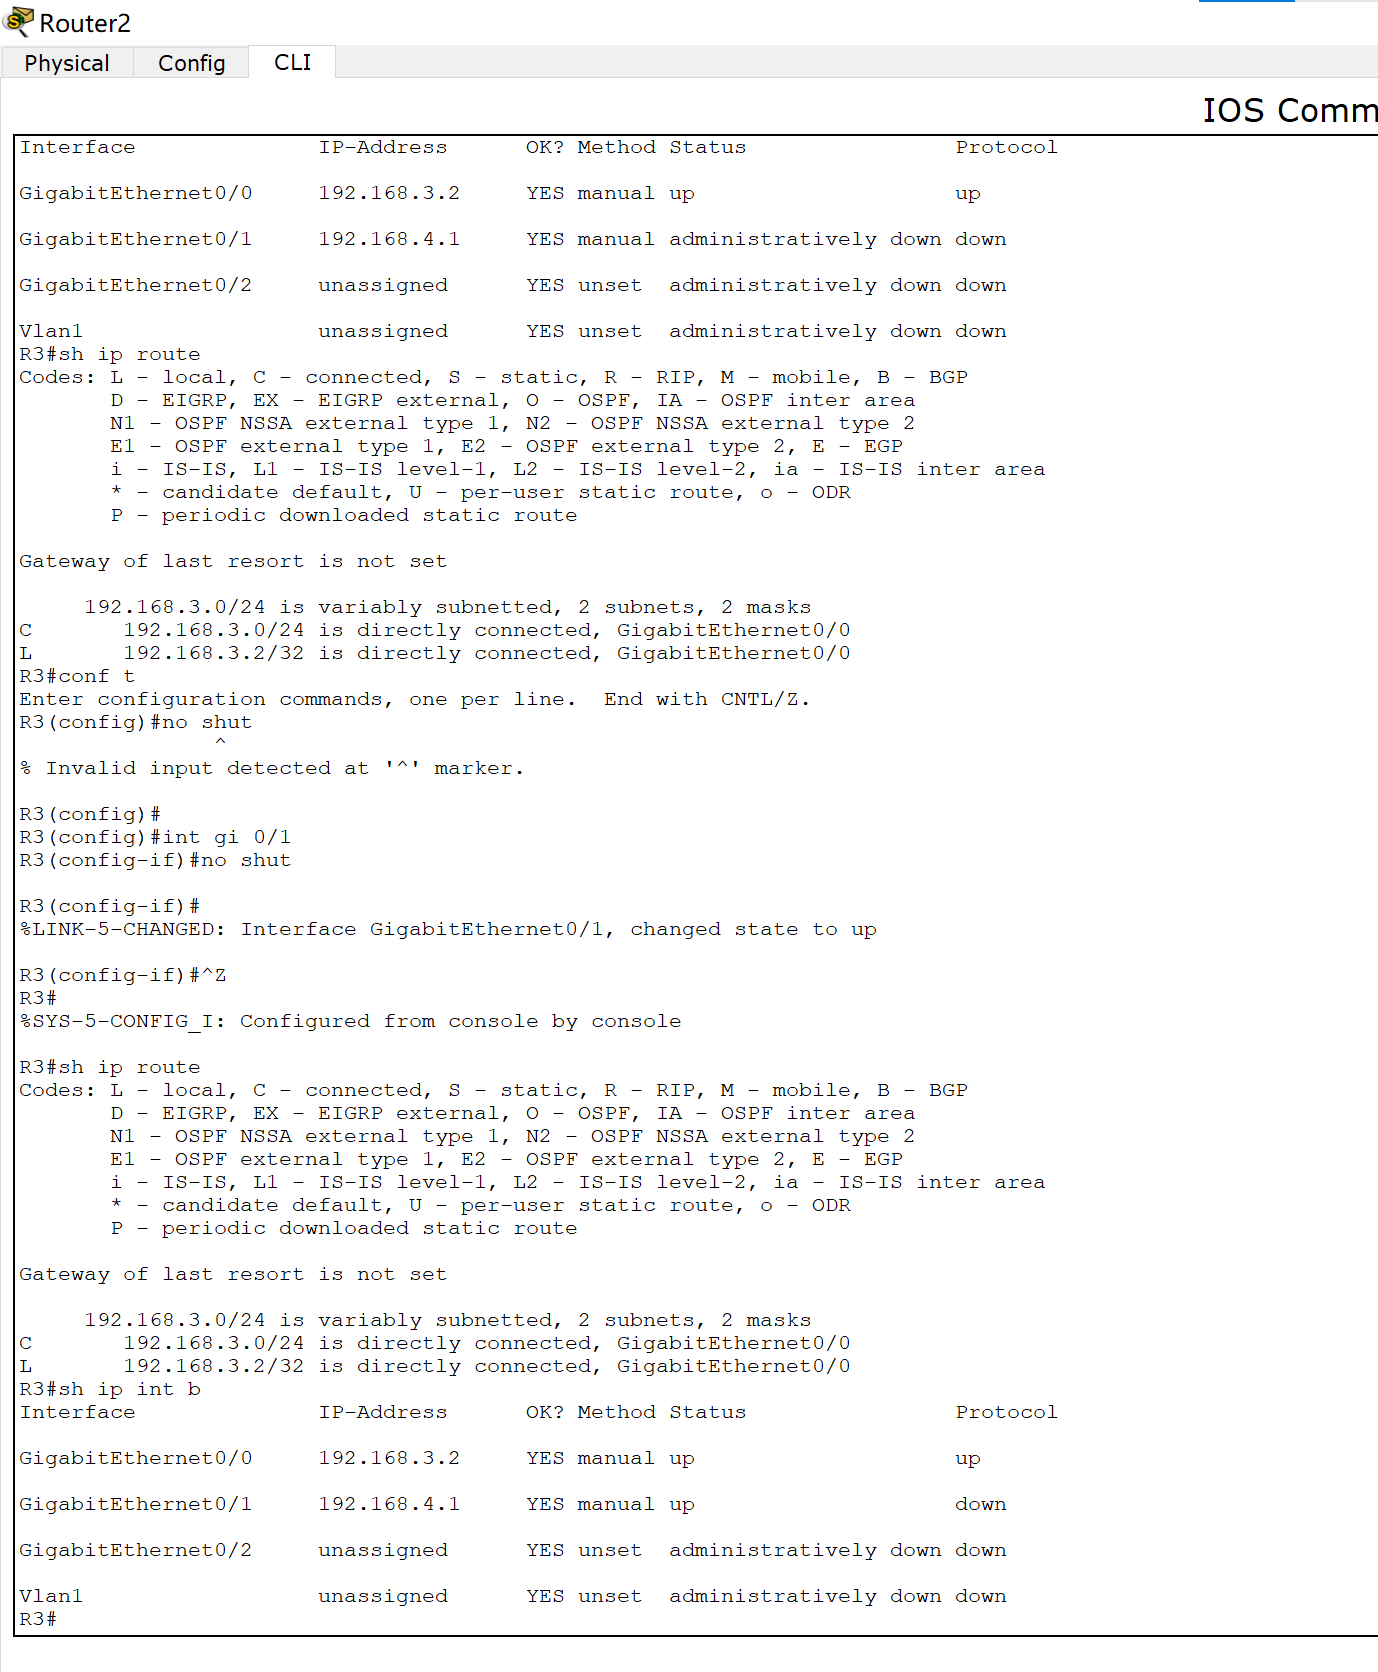 Router2
Physical Config CLI
IOS Comm
Interface              IP-Address      OK? Method Status                Protocol
GigabitEthernet0/0     192.168.3.2     YES manual up                    up
GigabitEthernet0/1     192.168.4.1     YES manual administratively down down
GigabitEthernet0/2     unassigned      YES unset  administratively down down
Vlan1                  unassigned      YES unset  administratively down down
R3#sh ip route
Codes: L - local, C - connected, S - static, R - RIP, M - mobile, B - BGP
       D - EIGRP, EX - EIGRP external, O - OSPF, IA - OSPF inter area
       N1 - OSPF NSSA external type 1, N2 - OSPF NSSA external type 2
       E1 - OSPF external type 1, E2 - OSPF external type 2, E - EGP
       i - IS-IS, L1 - IS-IS level-1, L2 - IS-IS level-2, ia - IS-IS inter area
       * - candidate default, U - per-user static route, o - ODR
       P - periodic downloaded static route
Gateway of last resort is not set
     192.168.3.0/24 is variably subnetted, 2 subnets, 2 masks
C       192.168.3.0/24 is directly connected, GigabitEthernet0/0
L       192.168.3.2/32 is directly connected, GigabitEthernet0/0
R3#conf t
Enter configuration commands, one per line.  End with CNTL/Z.
R3(config)#no shut
               ^
% Invalid input detected at '^' marker.
R3(config)#
R3(config)#int gi 0/1
R3(config-if)#no shut
R3(config-if)#
%LINK-5-CHANGED: Interface GigabitEthernet0/1, changed state to up
R3(config-if)#^Z
R3#
%SYS-5-CONFIG_I: Configured from console by console
R3#sh ip route
Codes: L - local, C - connected, S - static, R - RIP, M - mobile, B - BGP
       D - EIGRP, EX - EIGRP external, O - OSPF, IA - OSPF inter area
       N1 - OSPF NSSA external type 1, N2 - OSPF NSSA external type 2
       E1 - OSPF external type 1, E2 - OSPF external type 2, E - EGP
       i - IS-IS, L1 - IS-IS level-1, L2 - IS-IS level-2, ia - IS-IS inter area
       * - candidate default, U - per-user static route, o - ODR
       P - periodic downloaded static route
Gateway of last resort is not set
     192.168.3.0/24 is variably subnetted, 2 subnets, 2 masks
C       192.168.3.0/24 is directly connected, GigabitEthernet0/0
L       192.168.3.2/32 is directly connected, GigabitEthernet0/0
R3#sh ip int b
Interface              IP-Address      OK? Method Status                Protocol
GigabitEthernet0/0     192.168.3.2     YES manual up                    up
GigabitEthernet0/1     192.168.4.1     YES manual up                    down
GigabitEthernet0/2     unassigned      YES unset  administratively down down
Vlan1                  unassigned      YES unset  administratively down down
R3#